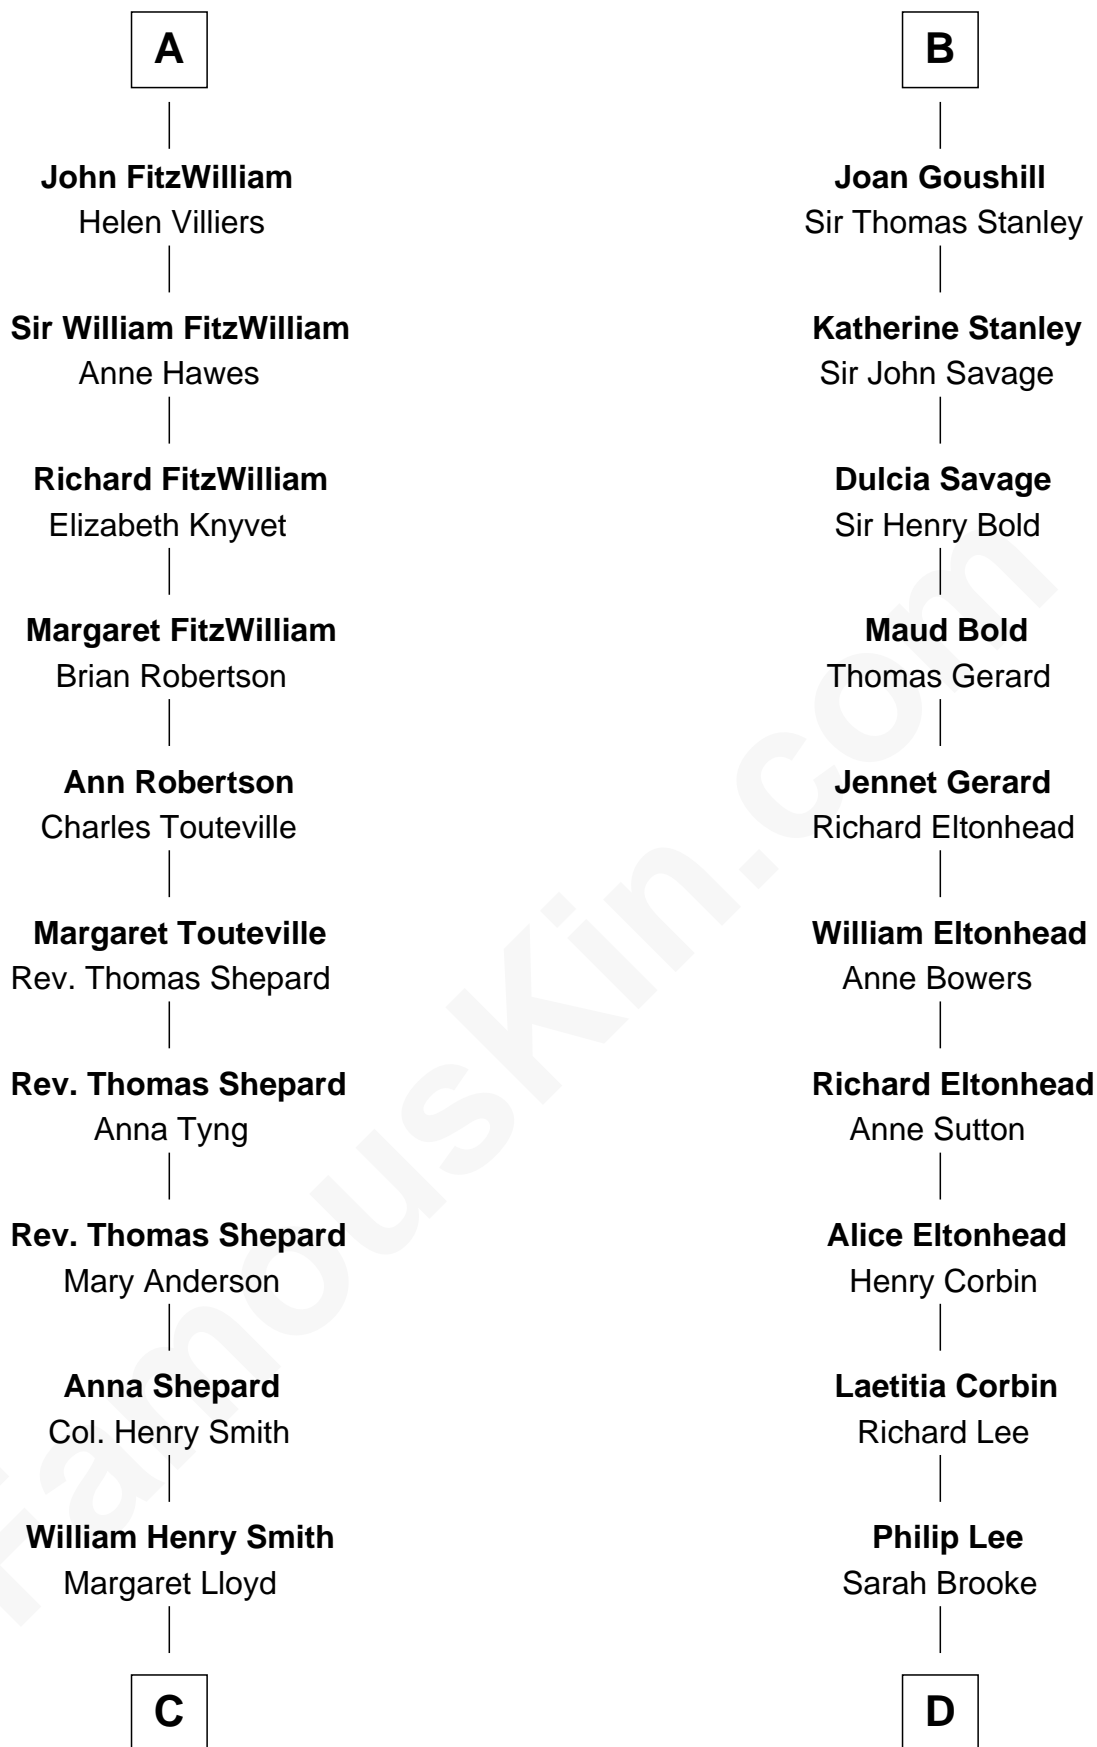 A
John FitzWilliam
Helen Villiers
Sir William FitzWilliam
Anne Hawes
Richard FitzWilliam
Elizabeth Knyvet
Margaret FitzWilliam
Brian Robertson
Ann Robertson
Charles Touteville
Margaret Touteville
Rev. Thomas Shepard
Rev. Thomas Shepard
Anna Tyng
Rev. Thomas Shepard
Mary Anderson
Anna Shepard
Col. Henry Smith
William Henry Smith
Margaret Lloyd
C
B
Joan Goushill
Sir Thomas Stanley
Katherine Stanley
Sir John Savage
Dulcia Savage
Sir Henry Bold
Maud Bold
Thomas Gerard
Jennet Gerard
Richard Eltonhead
William Eltonhead
Anne Bowers
Richard Eltonhead
Anne Sutton
Alice Eltonhead
Henry Corbin
Laetitia Corbin
Richard Lee
Philip Lee
Sarah Brooke
D
FamousKin.com